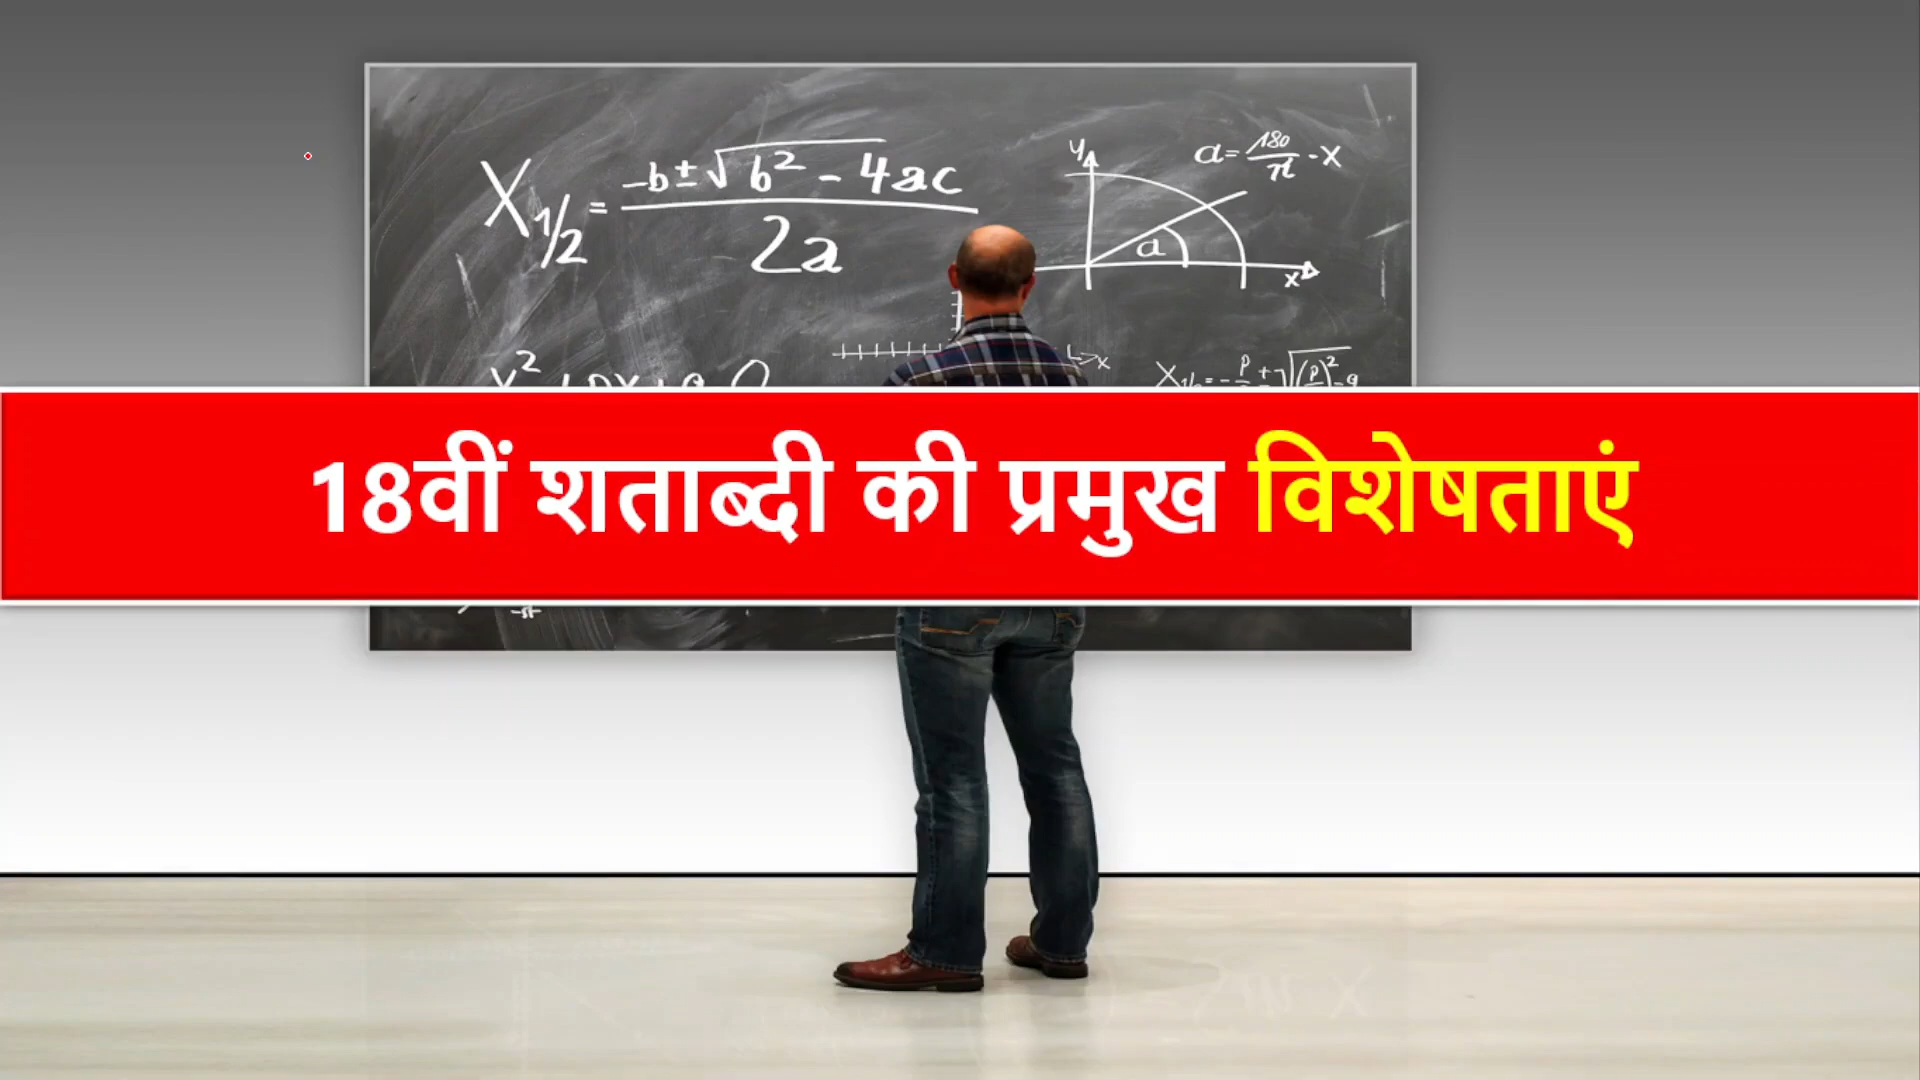 X₁/₂ = (-b ± √(b² - 4ac)) / 2a
y
a = 180/π · X
a
x
x
18वीं शताब्दी की प्रमुख विशेषताएं